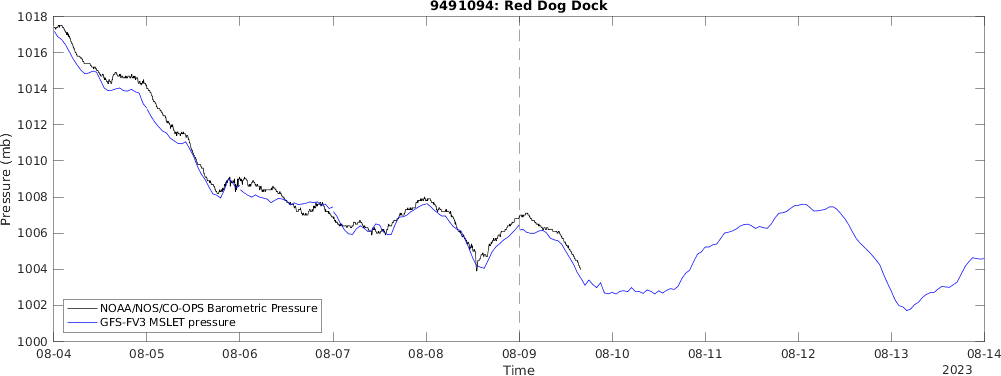 9491094: Red Dog Dock
1018
1016
1014
1012
1010
1008
1006
1004
1002
1000
Pressure (mb)
NOAA/NOS/CO-OPS Barometric Pressure
GFS-FV3 MSLET pressure
08-04 08-05 08-06 08-07 08-08 08-09 08-10 08-11 08-12 08-13 08-14
Time
2023